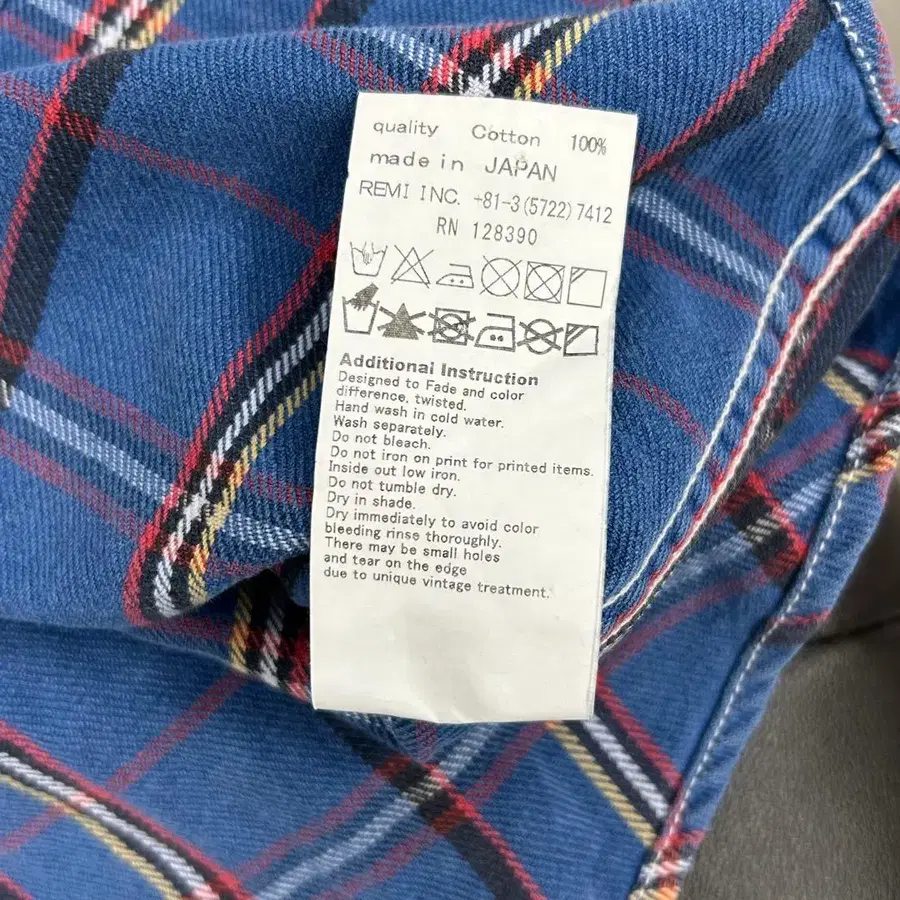 quality Cotton 100%
made in JAPAN
REMI INC. +81-3(5722)7412
RN 128390
Additional Instruction
Designed to Fade and color
difference, twisted.
Hand wash in cold water.
Wash separately.
Do not bleach.
Do not iron on print for printed items.
Inside out low iron.
Do not tumble dry.
Dry in shade.
Dry immediately to avoid color
bleeding rinse thoroughly.
There may be small holes
and tear on the edge
due to unique vintage treatment.